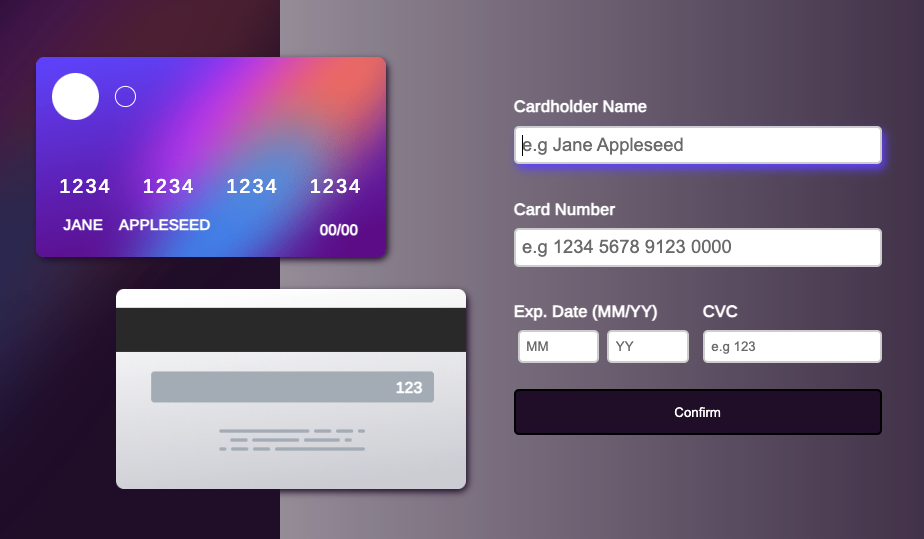 1234 1234 1234 1234
JANE APPLESEED 00/00
123
Cardholder Name
e.g Jane Appleseed
Card Number
e.g 1234 5678 9123 0000
Exp. Date (MM/YY) CVC
MM YY e.g 123
Confirm